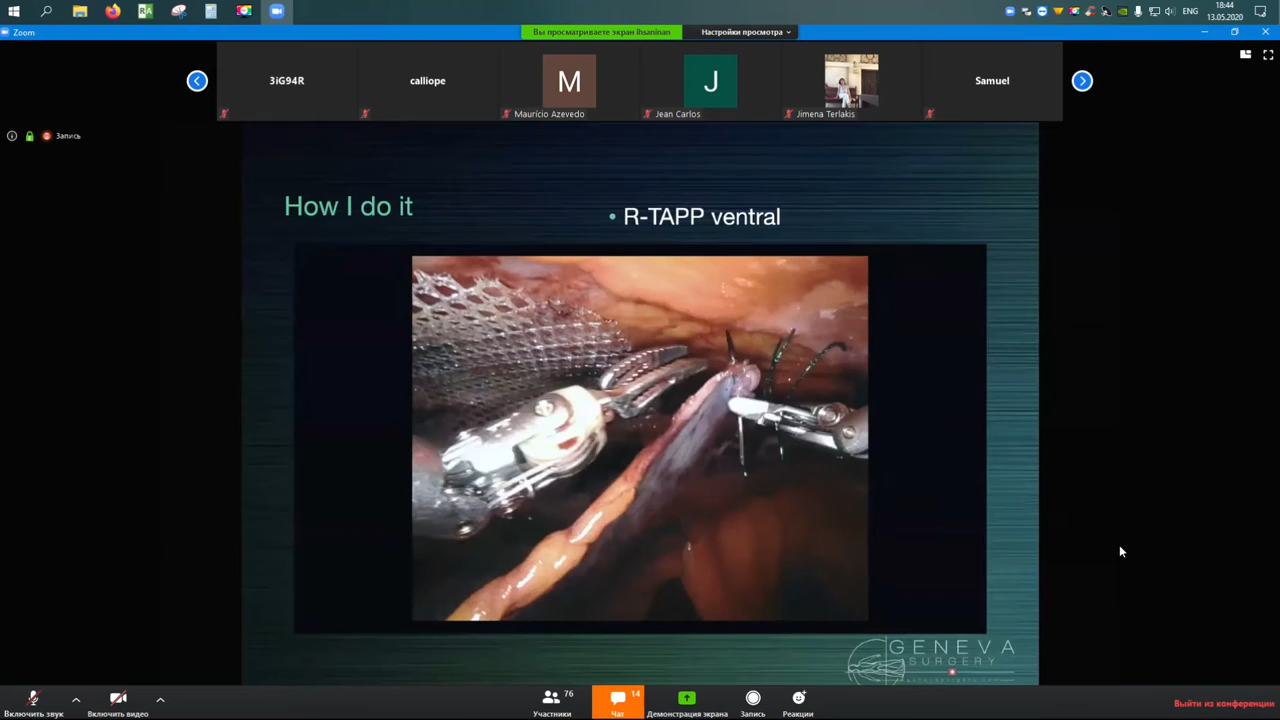 18:44
ENG
13.05.2020
Zoom
Вы просматриваете экран ihsaninan
Настройки просмотра
3iG94R
calliope
M
J
Samuel
Maurício Azevedo
Jean Carlos
Jimena Terlakis
Запись
How I do it
• R-TAPP ventral
GENEVA
SURGERY
76
14
Включить звук
Включить видео
Участники
Чат
Демонстрация экрана
Запись
Реакции
Выйти из конференции